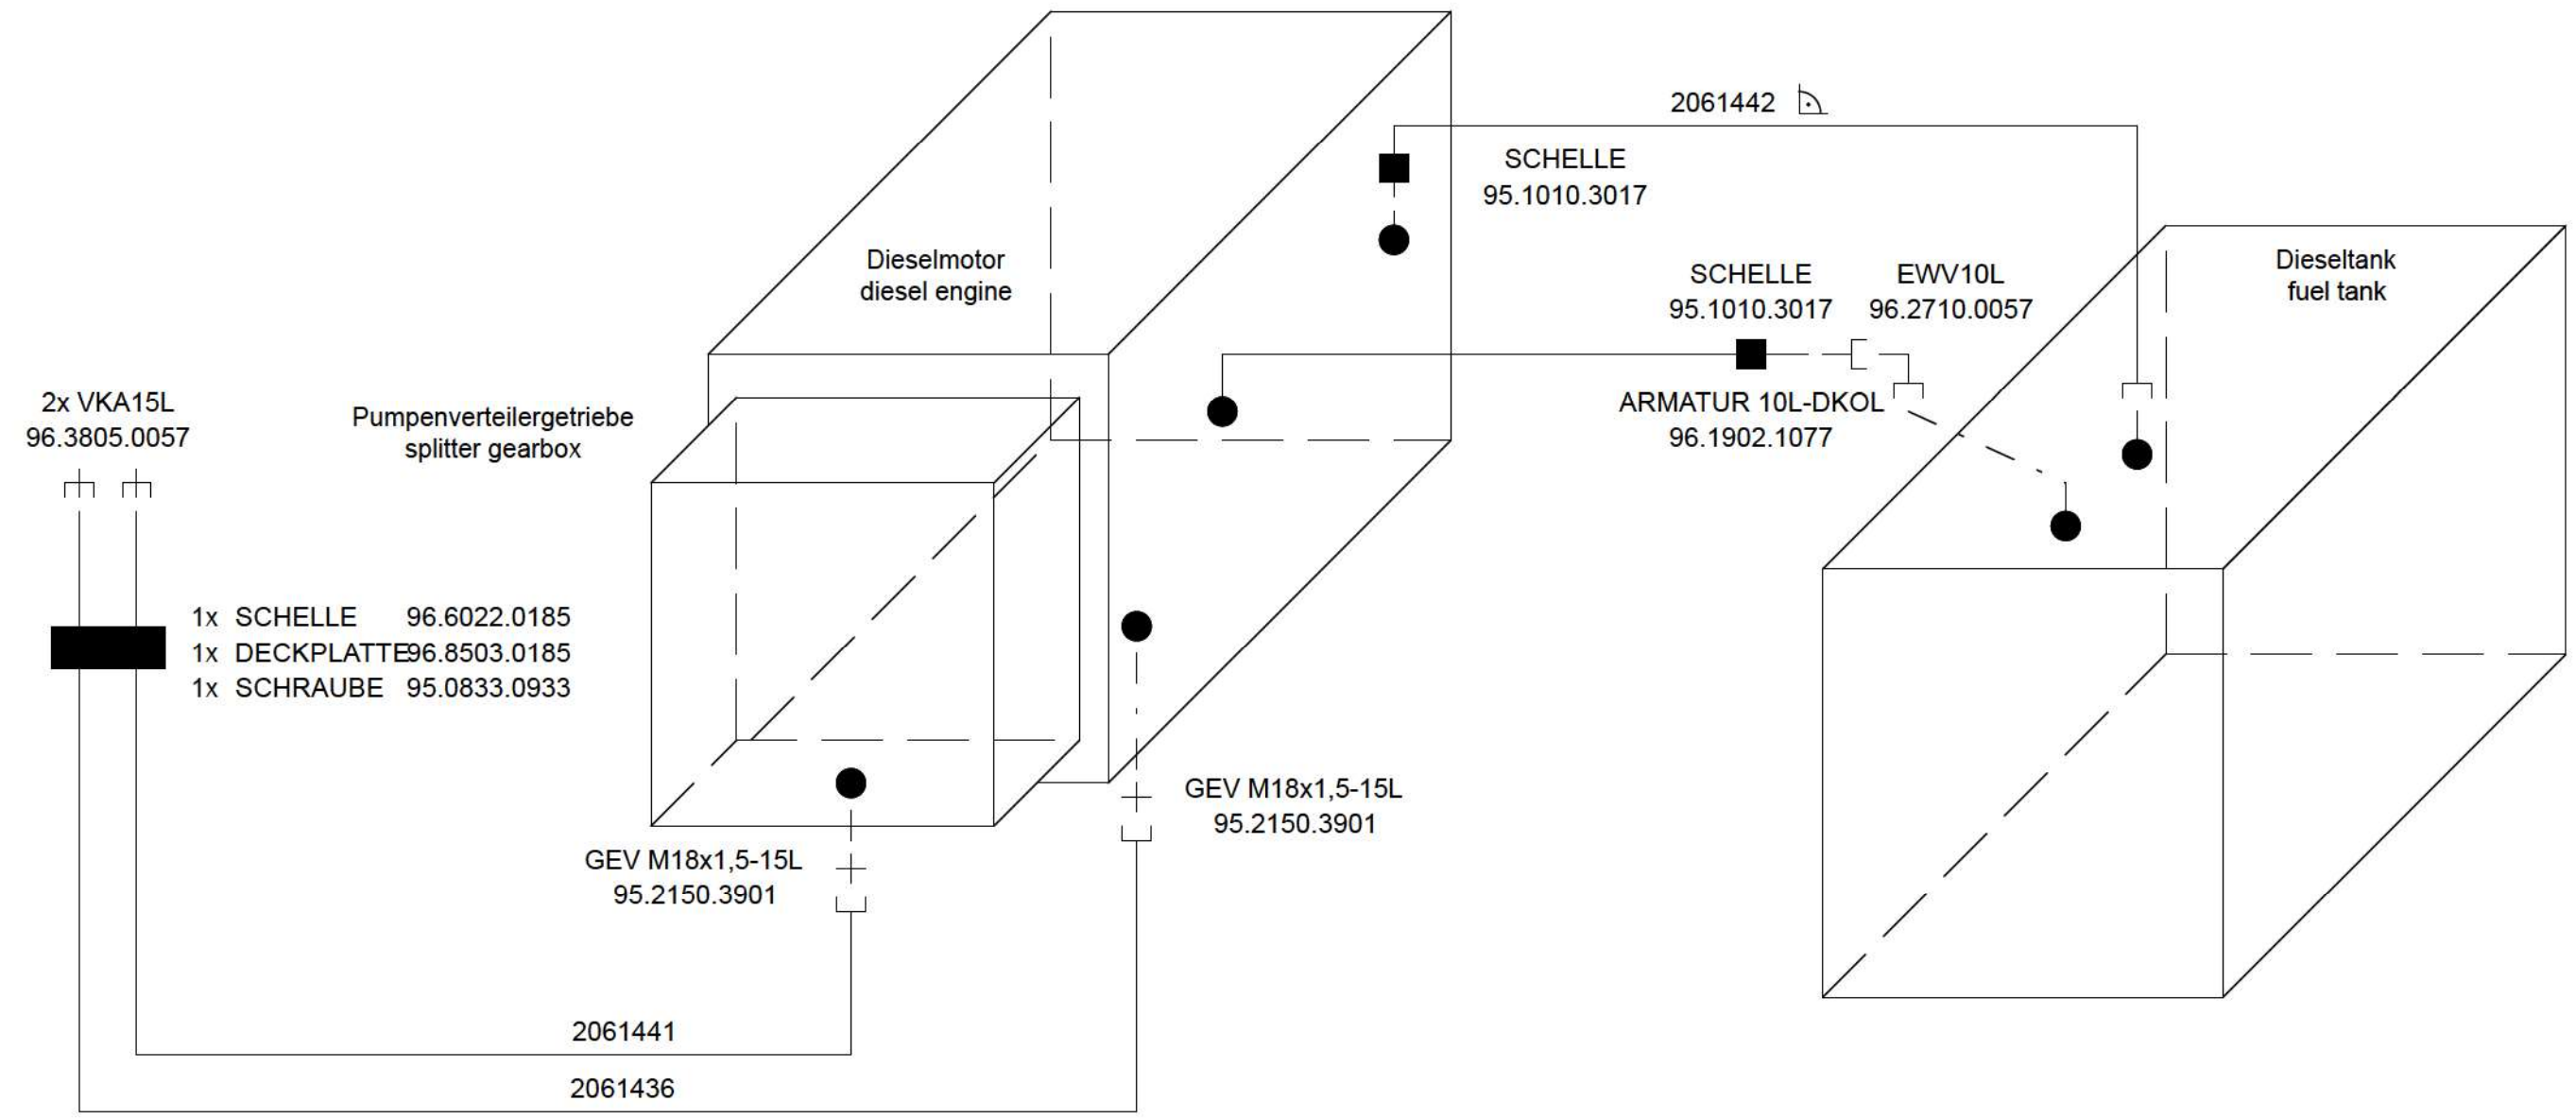 2061442
SCHELLE
95.1010.3017
Dieselmotor
diesel engine
SCHELLE
95.1010.3017
EWV10L
96.2710.0057
Dieseltank
fuel tank
2x VKA15L
96.3805.0057
Pumpenverteilergetriebe
splitter gearbox
ARMATUR 10L-DKOL
96.1902.1077
1x SCHELLE 96.6022.0185
1x DECKPLATTE96.8503.0185
1x SCHRAUBE 95.0833.0933
GEV M18x1,5-15L
95.2150.3901
GEV M18x1,5-15L
95.2150.3901
2061441
2061436